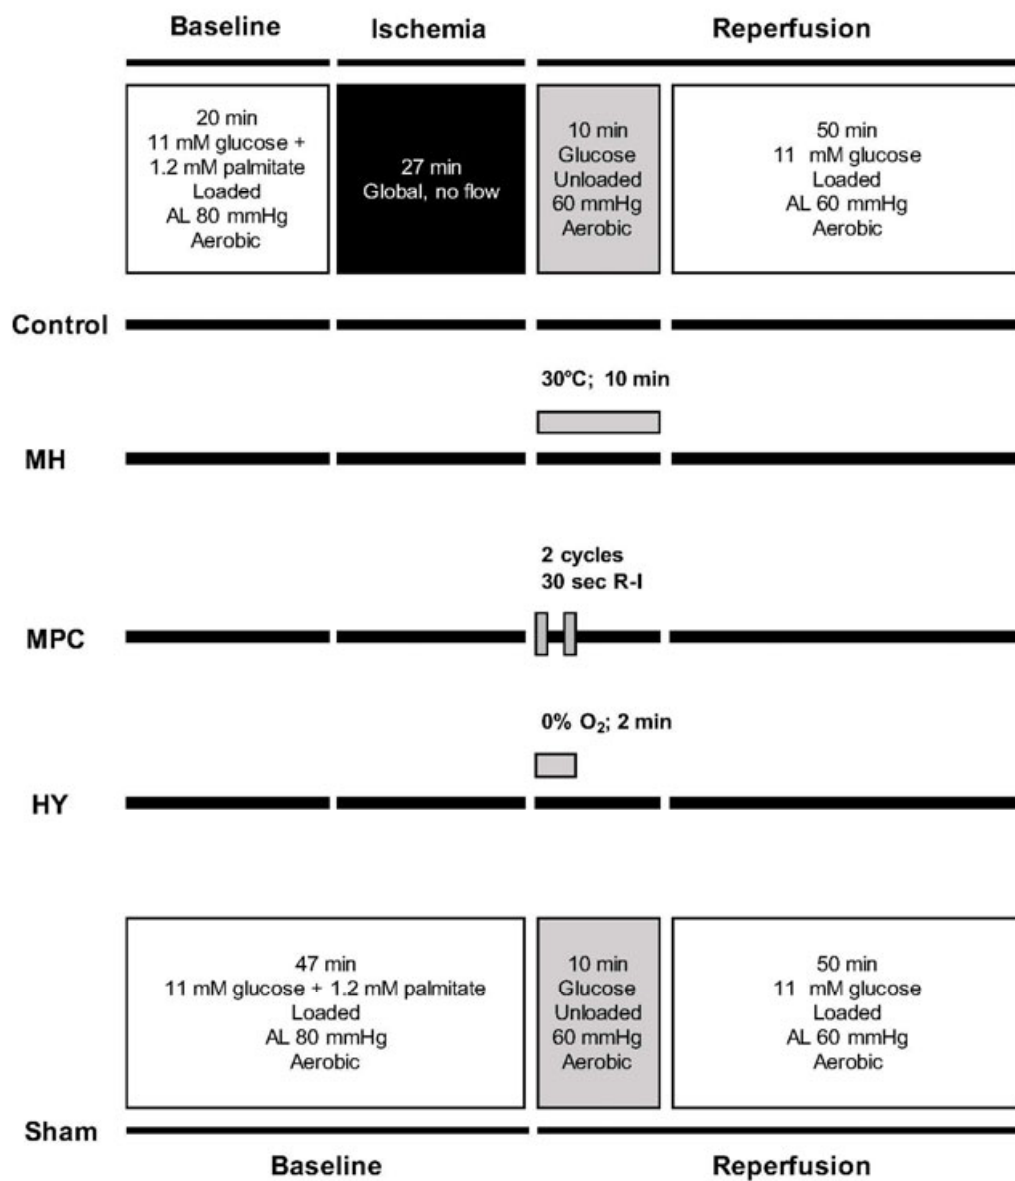 Baseline
Ischemia
Reperfusion
20 min
11 mM glucose +
1.2 mM palmitate
Loaded
AL 80 mmHg
Aerobic
27 min
Global, no flow
10 min
Glucose
Unloaded
60 mmHg
Aerobic
50 min
11 mM glucose
Loaded
AL 60 mmHg
Aerobic
Control
30°C; 10 min
MH
2 cycles
30 sec R-I
MPC
0% O₂; 2 min
HY
47 min
11 mM glucose + 1.2 mM palmitate
Loaded
AL 80 mmHg
Aerobic
10 min
Glucose
Unloaded
60 mmHg
Aerobic
50 min
11 mM glucose
Loaded
AL 60 mmHg
Aerobic
Sham
Baseline
Reperfusion